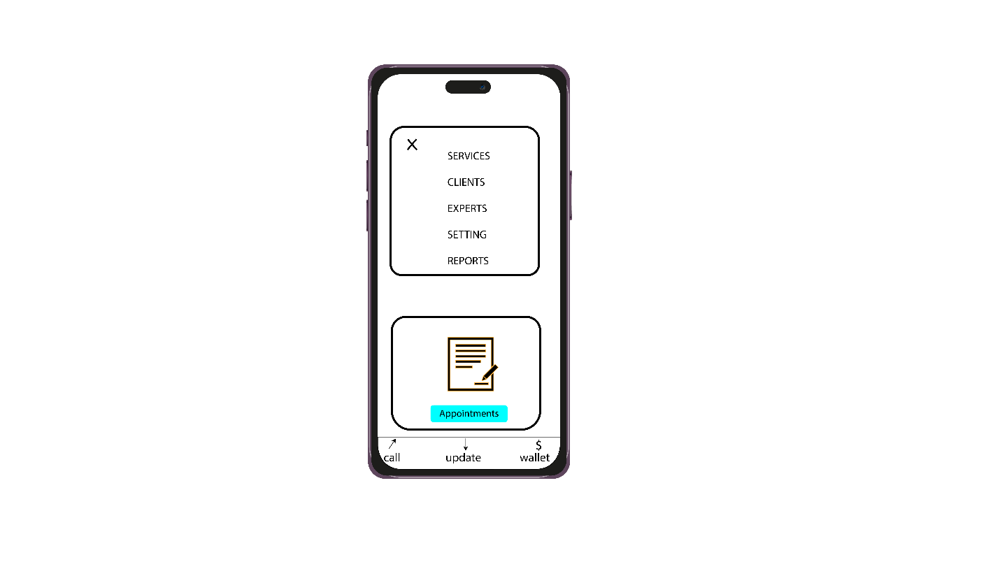 X
SERVICES
CLIENTS
EXPERTS
SETTING
REPORTS
Appointments
$
call update wallet